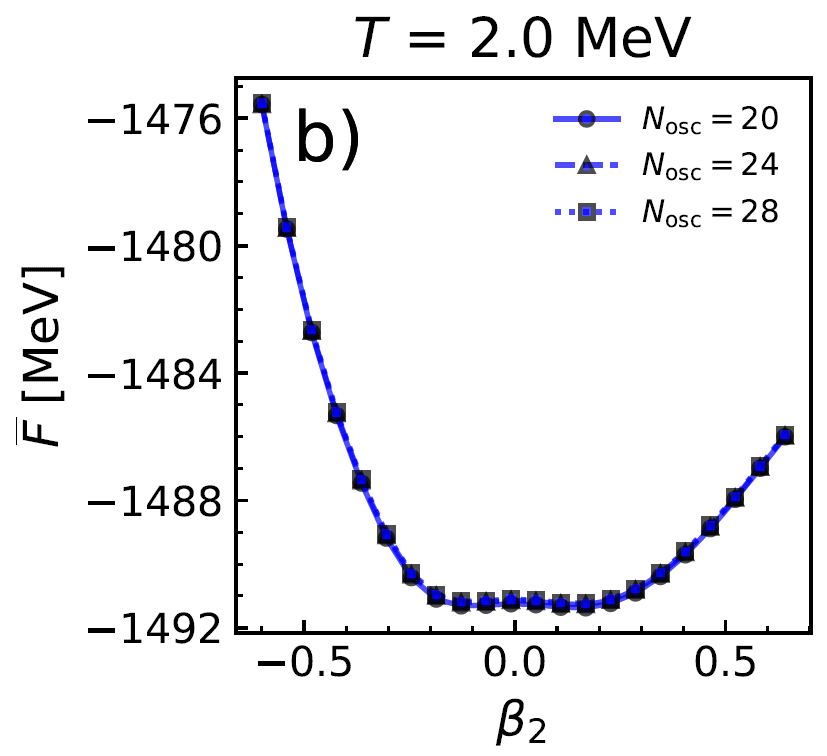 T = 2.0 MeV
b)
N_osc = 20
N_osc = 24
N_osc = 28
F̅ [MeV]
−1476
−1480
−1484
−1488
−1492
−0.5
0.0
0.5
β₂